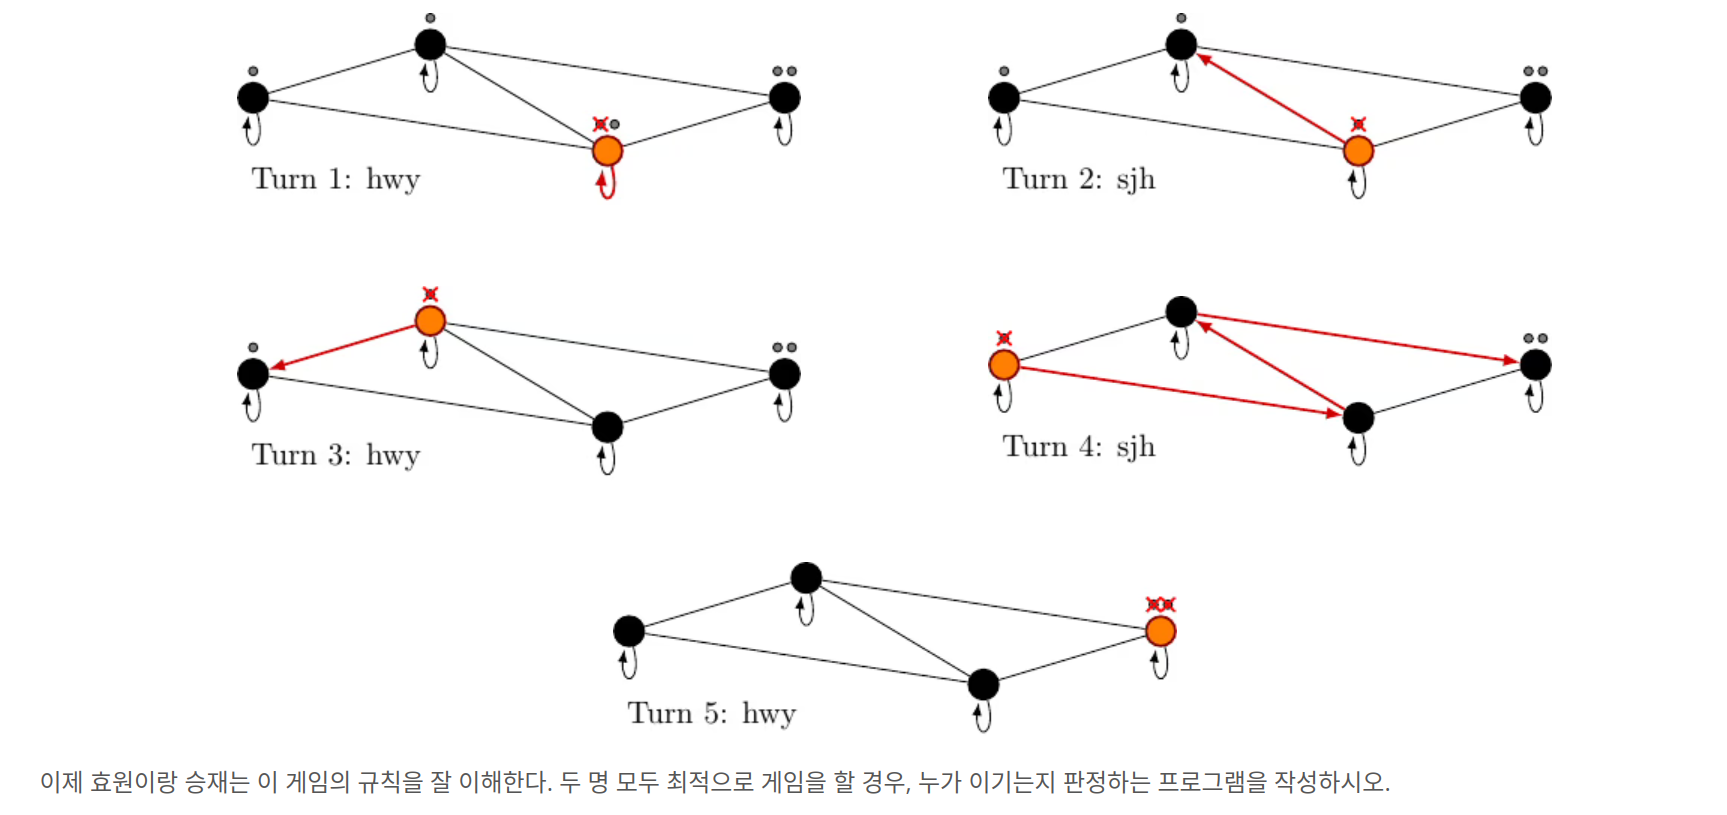 Turn 1: hwy
Turn 2: sjh
Turn 3: hwy
Turn 4: sjh
Turn 5: hwy
이제 효원이랑 승재는 이 게임의 규칙을 잘 이해한다. 두 명 모두 최적으로 게임을 할 경우, 누가 이기는지 판정하는 프로그램을 작성하시오.